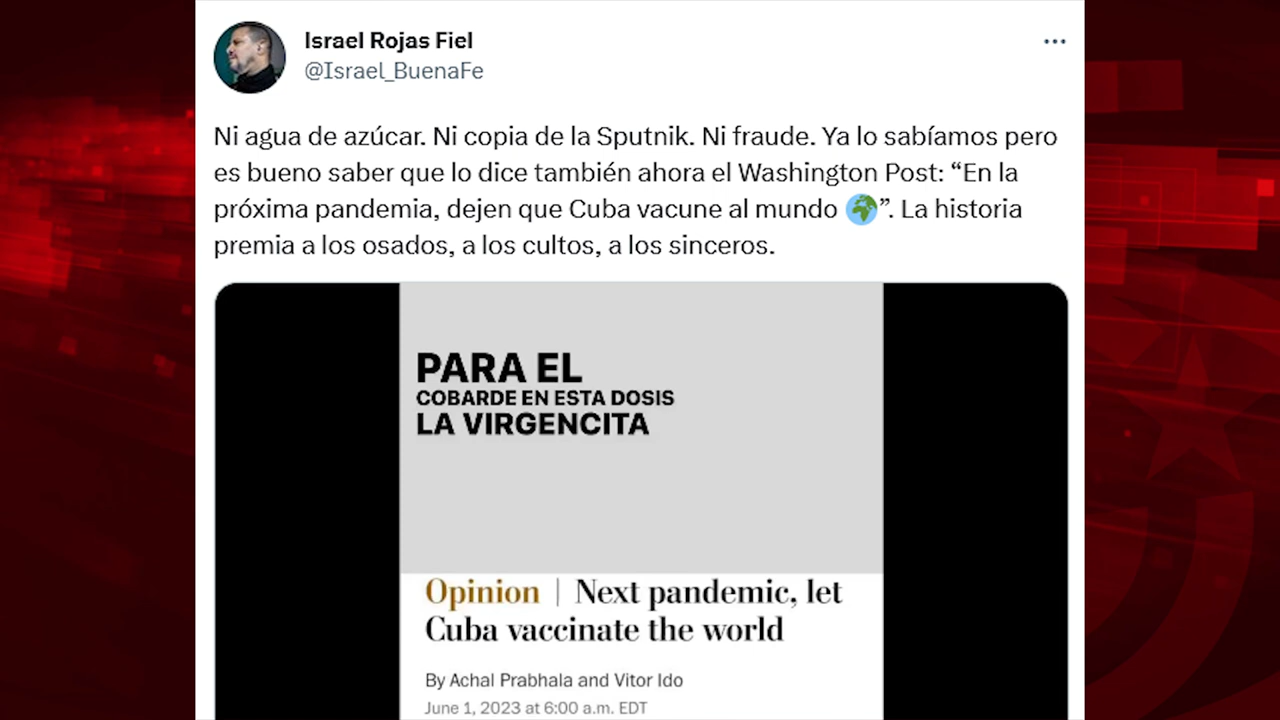 Israel Rojas Fiel
@Israel_BuenaFe
Ni agua de azúcar. Ni copia de la Sputnik. Ni fraude. Ya lo sabíamos pero
es bueno saber que lo dice también ahora el Washington Post: “En la
próxima pandemia, dejen que Cuba vacune al mundo 🌍”. La historia
premia a los osados, a los cultos, a los sinceros.
PARA EL
COBARDE EN ESTA DOSIS
LA VIRGENCITA
Opinion | Next pandemic, let
Cuba vaccinate the world
By Achal Prabhala and Vitor Ido
June 1, 2023 at 6:00 a.m. EDT